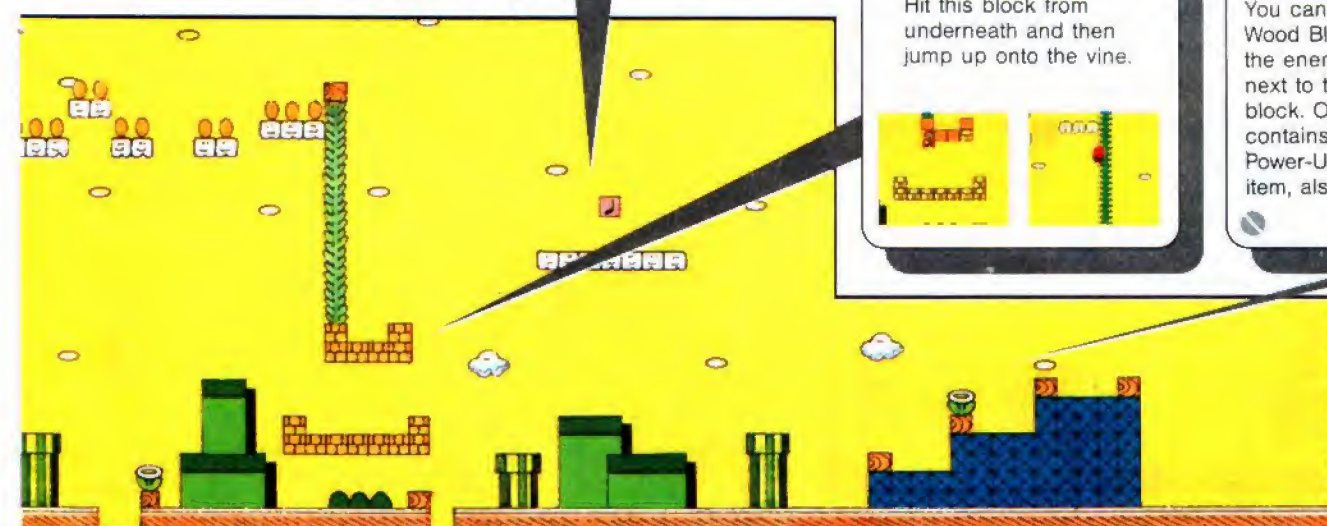 Hit this block from
underneath and then
jump up onto the vine.
You can
Wood Bl
the ener
next to t
block. O
contains
Power-U
item, als